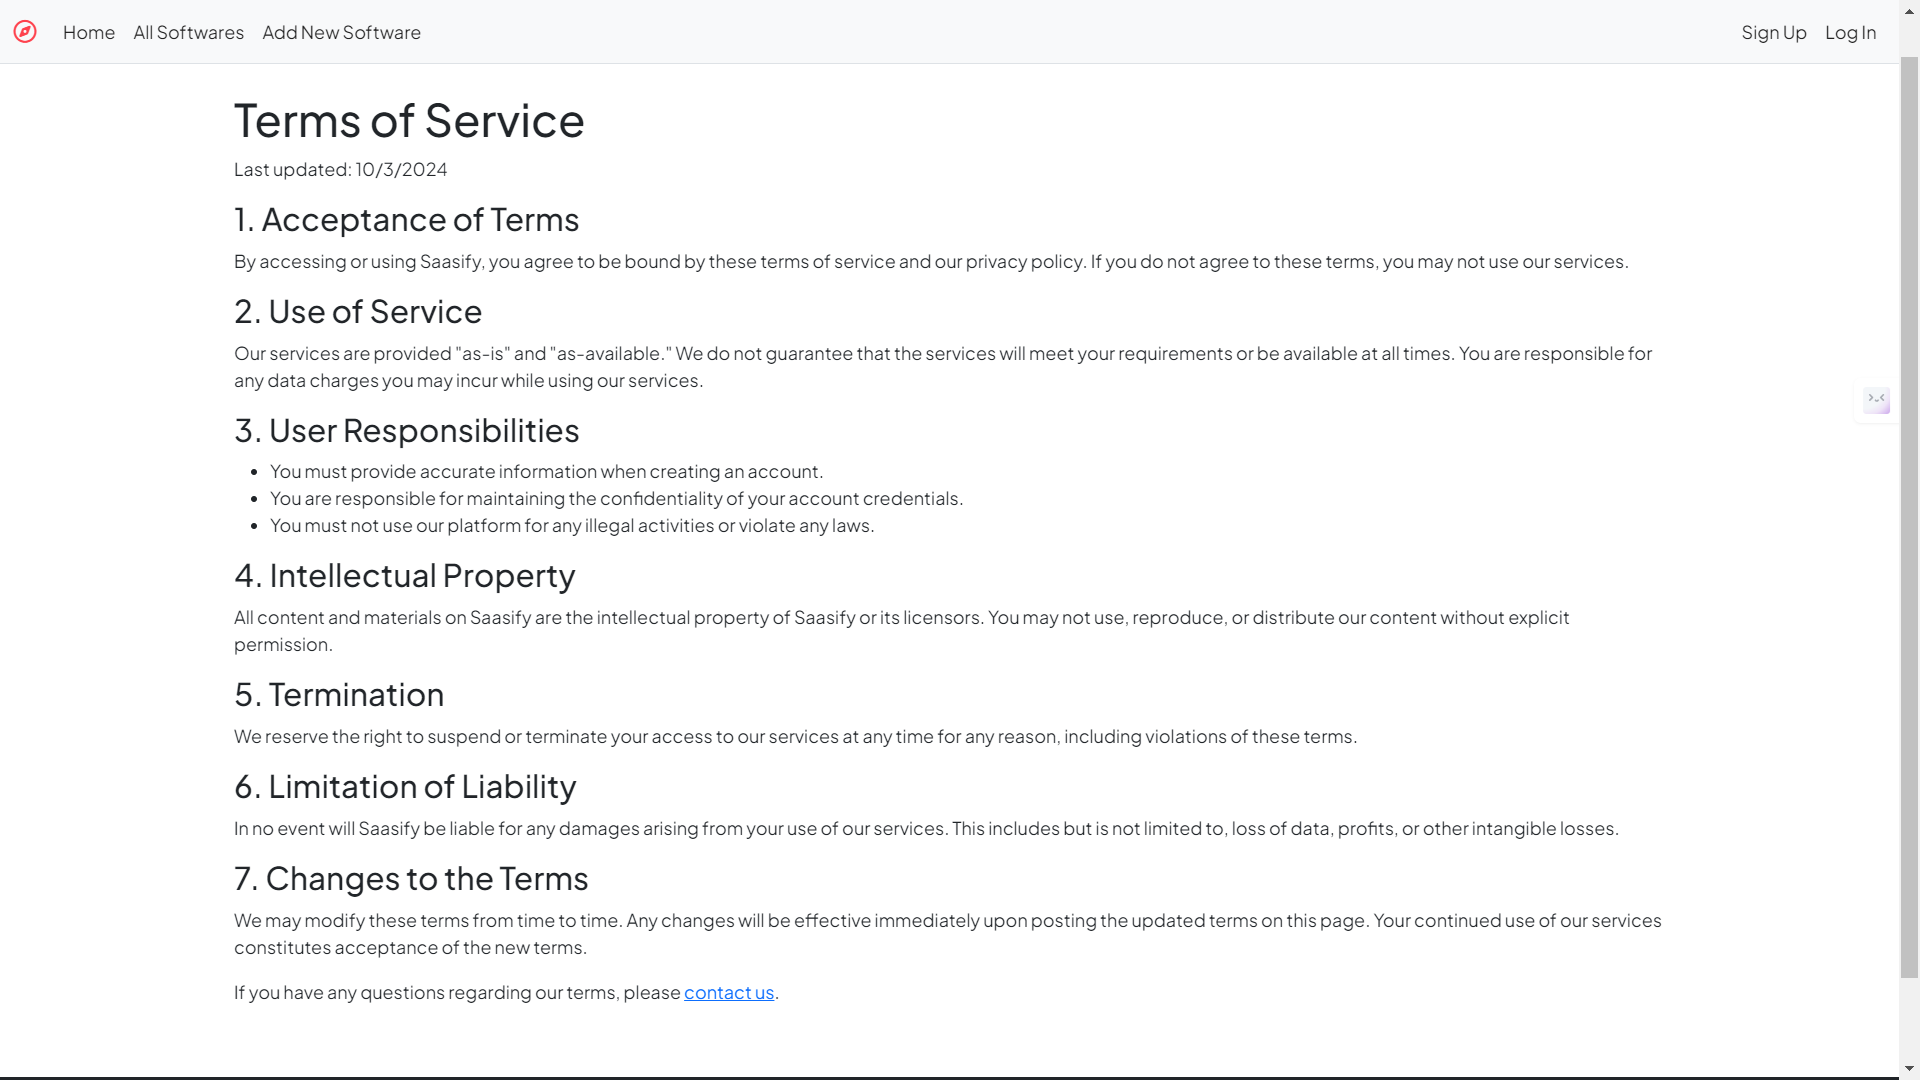 Home All Softwares Add New Software Sign Up Log In
Terms of Service
Last updated: 10/3/2024
1. Acceptance of Terms
By accessing or using Saasify, you agree to be bound by these terms of service and our privacy policy. If you do not agree to these terms, you may not use our services.
2. Use of Service
Our services are provided "as-is" and "as-available." We do not guarantee that the services will meet your requirements or be available at all times. You are responsible for
any data charges you may incur while using our services.
3. User Responsibilities
• You must provide accurate information when creating an account.
• You are responsible for maintaining the confidentiality of your account credentials.
• You must not use our platform for any illegal activities or violate any laws.
4. Intellectual Property
All content and materials on Saasify are the intellectual property of Saasify or its licensors. You may not use, reproduce, or distribute our content without explicit
permission.
5. Termination
We reserve the right to suspend or terminate your access to our services at any time for any reason, including violations of these terms.
6. Limitation of Liability
In no event will Saasify be liable for any damages arising from your use of our services. This includes but is not limited to, loss of data, profits, or other intangible losses.
7. Changes to the Terms
We may modify these terms from time to time. Any changes will be effective immediately upon posting the updated terms on this page. Your continued use of our services
constitutes acceptance of the new terms.
If you have any questions regarding our terms, please contact us.